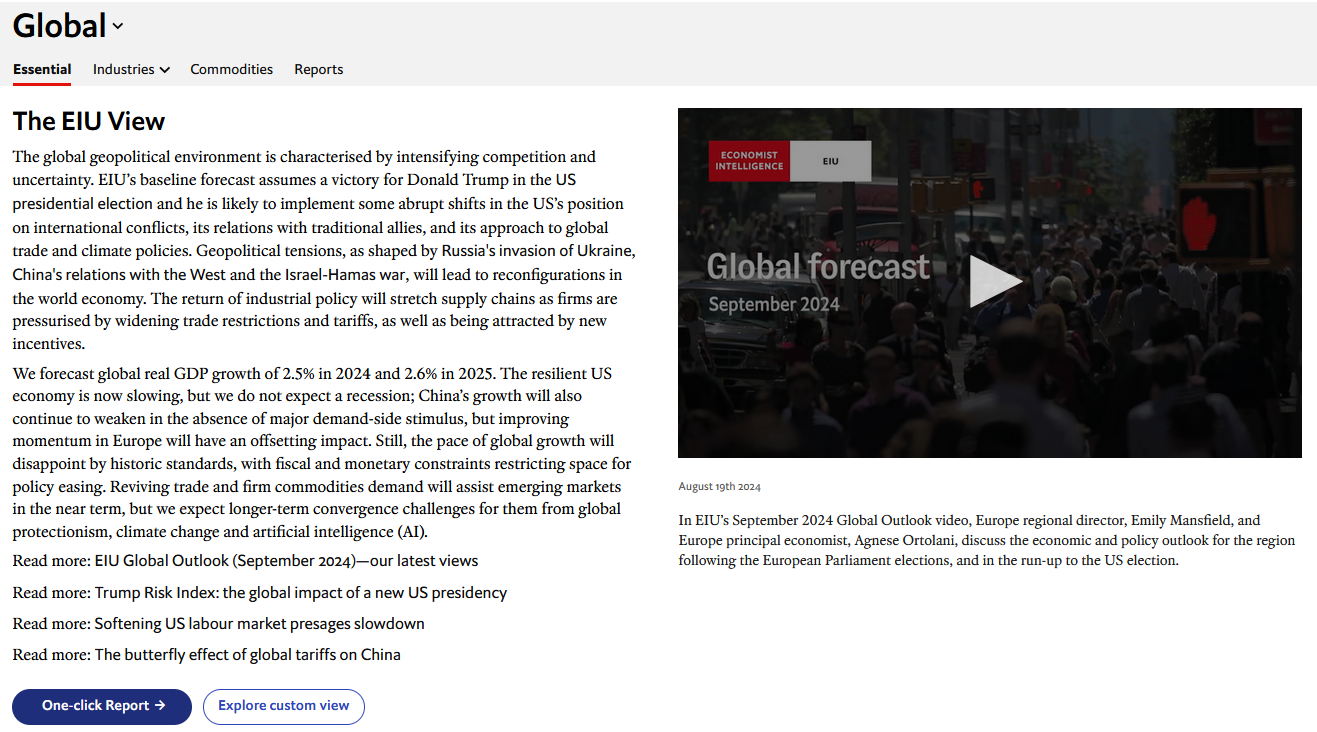 Global
Essential
Industries
Commodities
Reports
The EIU View
The global geopolitical environment is characterised by intensifying competition and
uncertainty. EIU’s baseline forecast assumes a victory for Donald Trump in the US
presidential election and he is likely to implement some abrupt shifts in the US’s position
on international conflicts, its relations with traditional allies, and its approach to global
trade and climate policies. Geopolitical tensions, as shaped by Russia's invasion of Ukraine,
China's relations with the West and the Israel-Hamas war, will lead to reconfigurations in
the world economy. The return of industrial policy will stretch supply chains as firms are
pressurised by widening trade restrictions and tariffs, as well as being attracted by new
incentives.
We forecast global real GDP growth of 2.5% in 2024 and 2.6% in 2025. The resilient US
economy is now slowing, but we do not expect a recession; China’s growth will also
continue to weaken in the absence of major demand-side stimulus, but improving
momentum in Europe will have an offsetting impact. Still, the pace of global growth will
disappoint by historic standards, with fiscal and monetary constraints restricting space for
policy easing. Reviving trade and firm commodities demand will assist emerging markets
in the near term, but we expect longer-term convergence challenges for them from global
protectionism, climate change and artificial intelligence (AI).
Read more: EIU Global Outlook (September 2024)—our latest views
Read more: Trump Risk Index: the global impact of a new US presidency
Read more: Softening US labour market presages slowdown
Read more: The butterfly effect of global tariffs on China
One-click Report →
Explore custom view
ECONOMIST
INTELLIGENCE
EIU
Global forecast
September 2024
August 19th 2024
In EIU’s September 2024 Global Outlook video, Europe regional director, Emily Mansfield, and
Europe principal economist, Agnese Ortolani, discuss the economic and policy outlook for the region
following the European Parliament elections, and in the run-up to the US election.